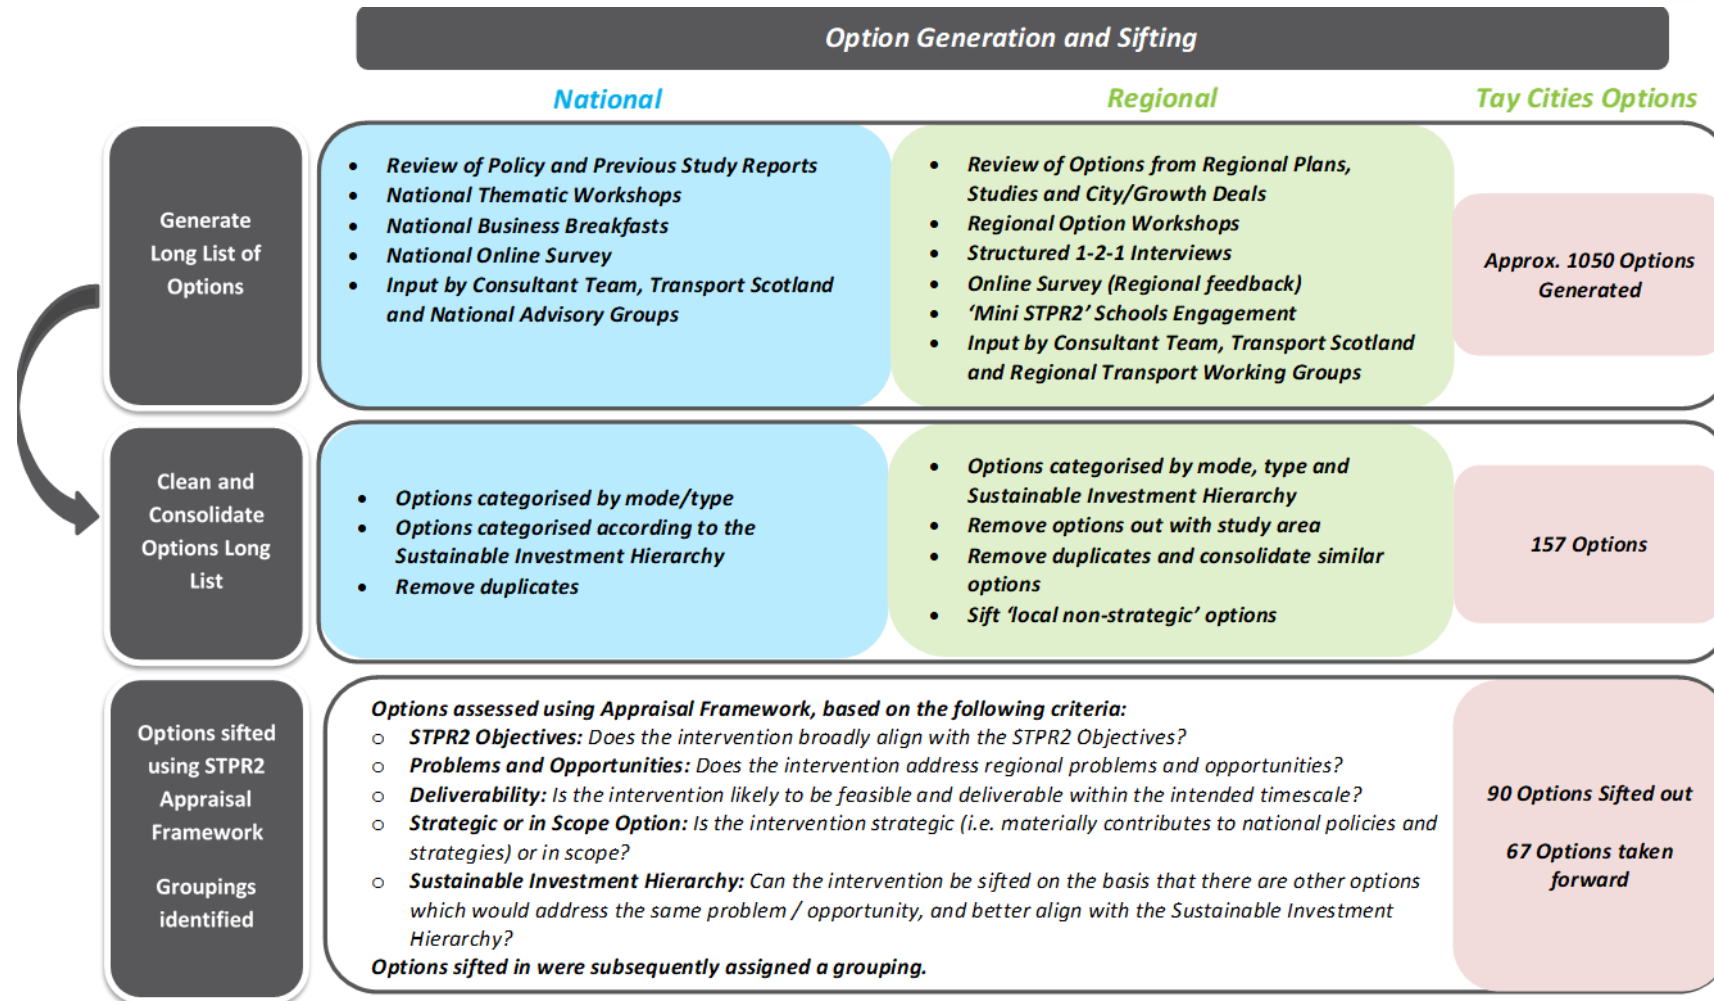 Option Generation and Sifting
National
Regional
Tay Cities Options
Generate
Long List of
Options
• Review of Policy and Previous Study Reports
• National Thematic Workshops
• National Business Breakfasts
• National Online Survey
• Input by Consultant Team, Transport Scotland
and National Advisory Groups
• Review of Options from Regional Plans,
Studies and City/Growth Deals
• Regional Option Workshops
• Structured 1-2-1 Interviews
• Online Survey (Regional feedback)
• ‘Mini STPR2’ Schools Engagement
• Input by Consultant Team, Transport Scotland
and Regional Transport Working Groups
Approx. 1050 Options
Generated
Clean and
Consolidate
Options Long
List
• Options categorised by mode/type
• Options categorised according to the
Sustainable Investment Hierarchy
• Remove duplicates
• Options categorised by mode, type and
Sustainable Investment Hierarchy
• Remove options out with study area
• Remove duplicates and consolidate similar
options
• Sift ‘local non-strategic’ options
157 Options
Options sifted
using STPR2
Appraisal
Framework
Groupings
identified
Options assessed using Appraisal Framework, based on the following criteria:
o STPR2 Objectives: Does the intervention broadly align with the STPR2 Objectives?
o Problems and Opportunities: Does the intervention address regional problems and opportunities?
o Deliverability: Is the intervention likely to be feasible and deliverable within the intended timescale?
o Strategic or in Scope Option: Is the intervention strategic (i.e. materially contributes to national policies and
strategies) or in scope?
o Sustainable Investment Hierarchy: Can the intervention be sifted on the basis that there are other options
which would address the same problem / opportunity, and better align with the Sustainable Investment
Hierarchy?
Options sifted in were subsequently assigned a grouping.
90 Options Sifted out
67 Options taken
forward